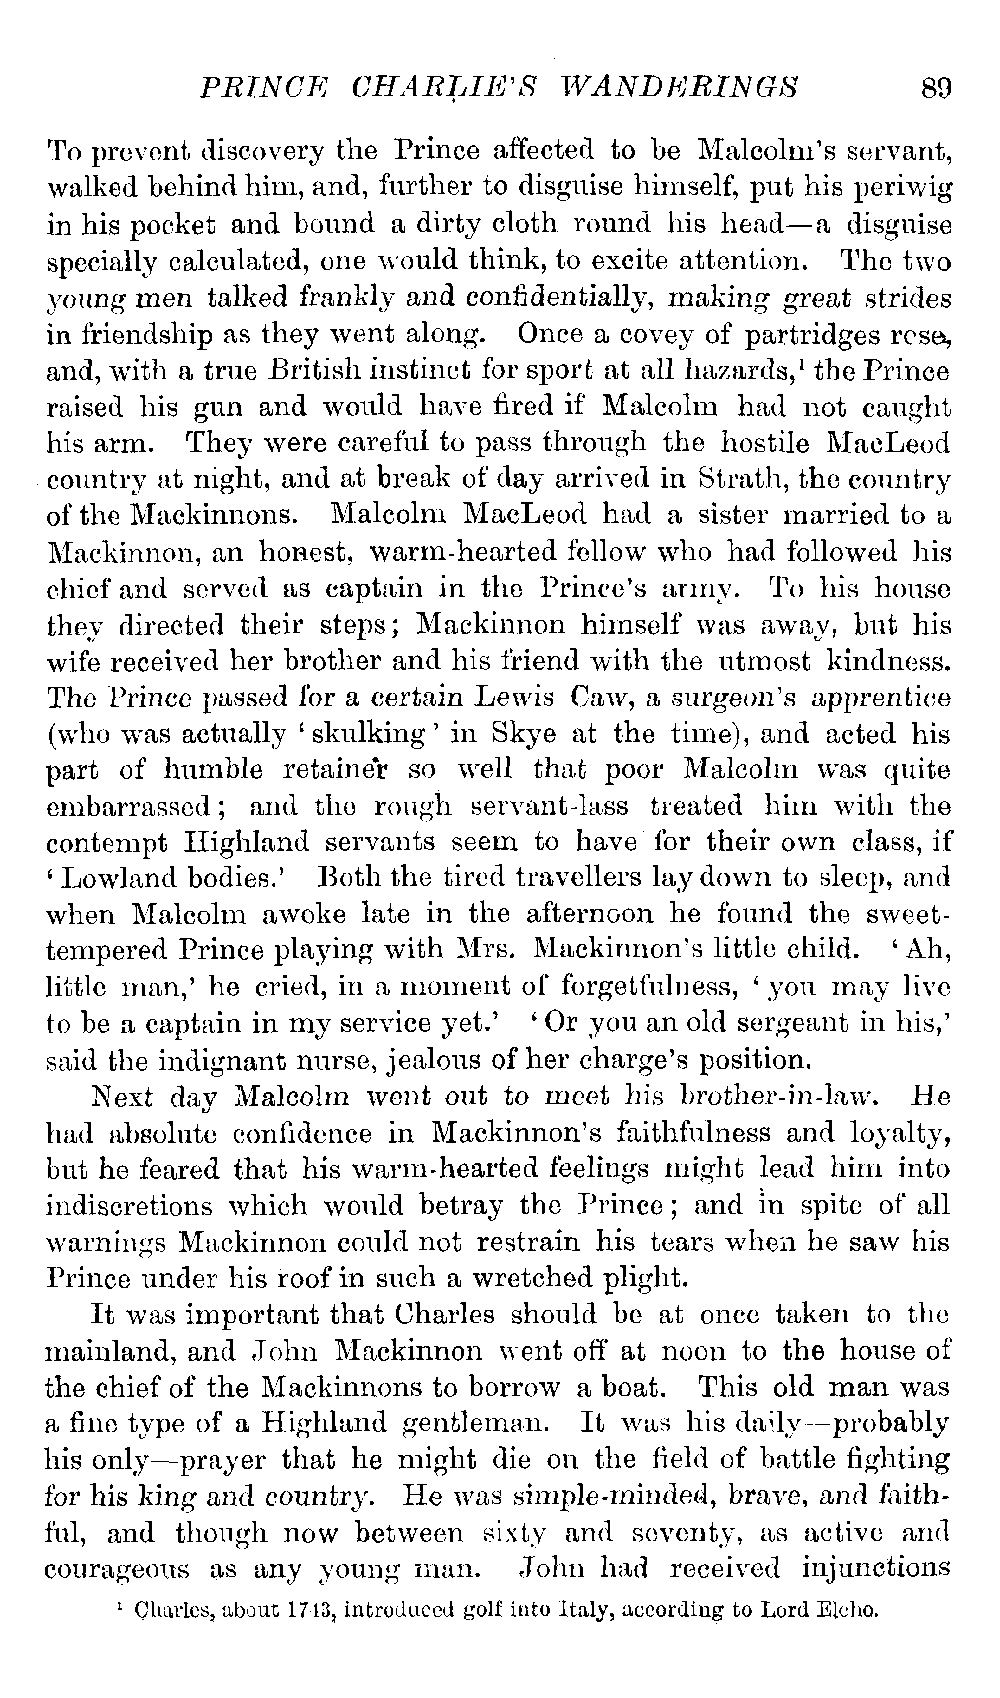 PRINCE CHARLIE'S WANDERINGS 89
To prevent discovery the Prince affected to be Malcolm's servant,
walked behind him, and, further to disguise himself, put his periwig
in his pocket and bound a dirty cloth round his head—a disguise
specially calculated, one would think, to excite attention. The two
young men talked frankly and confidentially, making great strides
in friendship as they went along. Once a covey of partridges rose,
and, with a true British instinct for sport at all hazards,¹ the Prince
raised his gun and would have fired if Malcolm had not caught
his arm. They were careful to pass through the hostile MacLeod
country at night, and at break of day arrived in Strath, the country
of the Mackinnons. Malcolm MacLeod had a sister married to a
Mackinnon, an honest, warm-hearted fellow who had followed his
chief and served as captain in the Prince's army. To his house
they directed their steps; Mackinnon himself was away, but his
wife received her brother and his friend with the utmost kindness.
The Prince passed for a certain Lewis Caw, a surgeon's apprentice
(who was actually 'skulking' in Skye at the time), and acted his
part of humble retainer so well that poor Malcolm was quite
embarrassed; and the rough servant-lass treated him with the
contempt Highland servants seem to have for their own class, if
'Lowland bodies.' Both the tired travellers lay down to sleep, and
when Malcolm awoke late in the afternoon he found the sweet-
tempered Prince playing with Mrs. Mackinnon's little child. 'Ah,
little man,' he cried, in a moment of forgetfulness, 'you may live
to be a captain in my service yet.' 'Or you an old sergeant in his,'
said the indignant nurse, jealous of her charge's position.
Next day Malcolm went out to meet his brother-in-law. He
had absolute confidence in Mackinnon's faithfulness and loyalty,
but he feared that his warm-hearted feelings might lead him into
indiscretions which would betray the Prince; and in spite of all
warnings Mackinnon could not restrain his tears when he saw his
Prince under his roof in such a wretched plight.
It was important that Charles should be at once taken to the
mainland, and John Mackinnon went off at noon to the house of
the chief of the Mackinnons to borrow a boat. This old man was
a fine type of a Highland gentleman. It was his daily—probably
his only—prayer that he might die on the field of battle fighting
for his king and country. He was simple-minded, brave, and faith-
ful, and though now between sixty and seventy, as active and
courageous as any young man. John had received injunctions
¹ Charles, about 1743, introduced golf into Italy, according to Lord Elcho.